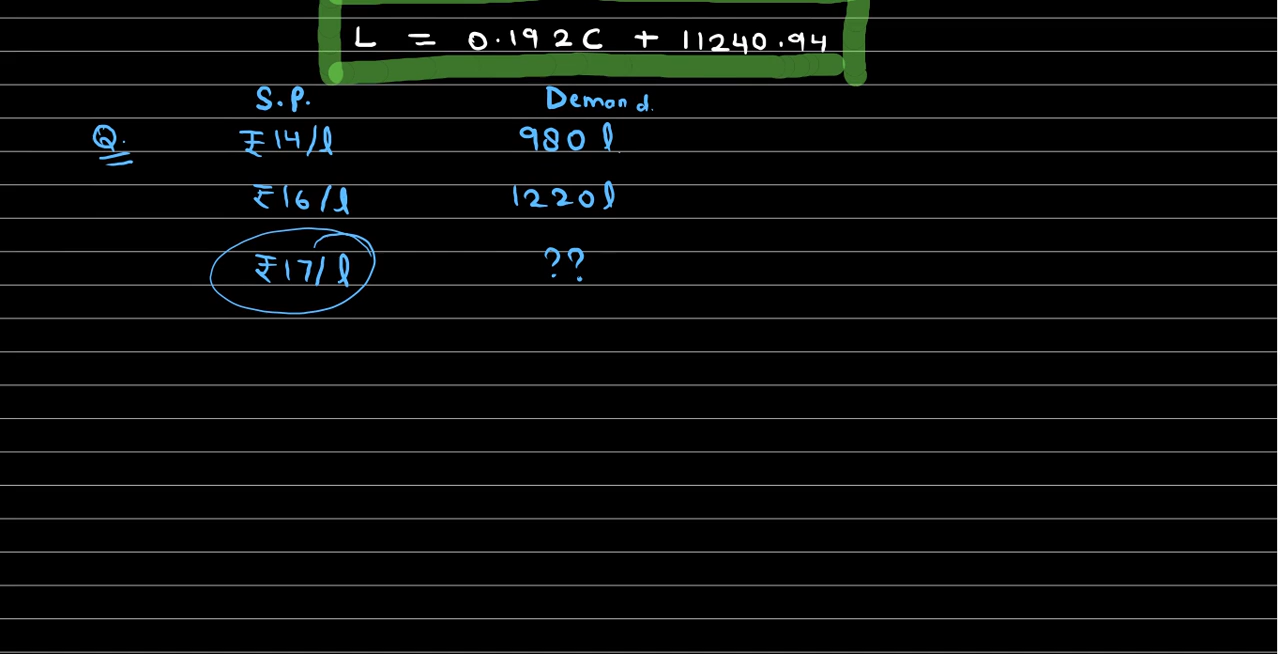 L = 0.192C + 11240.94
S.P. Demand.
Q. ₹14/l 980 l.
₹16/l 1220 l
₹17/l ??